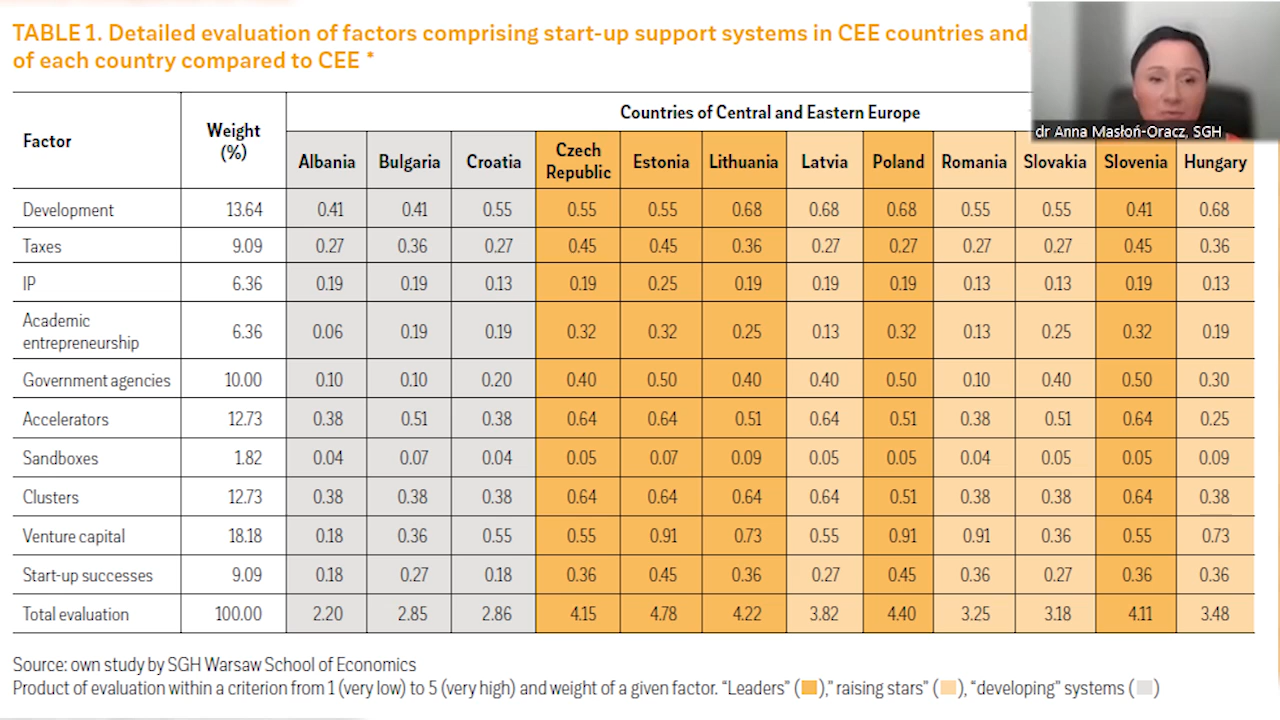 TABLE 1. Detailed evaluation of factors comprising start-up support systems in CEE countries and
of each country compared to CEE *
dr Anna Masłoń-Oracz, SGH
Factor Weight (%) Countries of Central and Eastern Europe
Albania Bulgaria Croatia Czech Republic Estonia Lithuania Latvia Poland Romania Slovakia Slovenia Hungary
Development 13.64 0.41 0.41 0.55 0.55 0.55 0.68 0.68 0.68 0.55 0.55 0.41 0.68
Taxes 9.09 0.27 0.36 0.27 0.45 0.45 0.36 0.27 0.27 0.27 0.27 0.45 0.36
IP 6.36 0.19 0.19 0.13 0.19 0.25 0.19 0.19 0.19 0.13 0.13 0.19 0.13
Academic entrepreneurship 6.36 0.06 0.19 0.19 0.32 0.32 0.25 0.13 0.32 0.13 0.25 0.32 0.19
Government agencies 10.00 0.10 0.10 0.20 0.40 0.50 0.40 0.40 0.50 0.10 0.40 0.50 0.30
Accelerators 12.73 0.38 0.51 0.38 0.64 0.64 0.51 0.64 0.51 0.38 0.51 0.64 0.25
Sandboxes 1.82 0.04 0.07 0.04 0.05 0.07 0.09 0.05 0.05 0.04 0.05 0.05 0.09
Clusters 12.73 0.38 0.38 0.38 0.64 0.64 0.64 0.64 0.51 0.38 0.38 0.64 0.38
Venture capital 18.18 0.18 0.36 0.55 0.55 0.91 0.73 0.55 0.91 0.91 0.36 0.55 0.73
Start-up successes 9.09 0.18 0.27 0.18 0.36 0.45 0.36 0.27 0.45 0.36 0.27 0.36 0.36
Total evaluation 100.00 2.20 2.85 2.86 4.15 4.78 4.22 3.82 4.40 3.25 3.18 4.11 3.48
Source: own study by SGH Warsaw School of Economics
Product of evaluation within a criterion from 1 (very low) to 5 (very high) and weight of a given factor. “Leaders” ( ),” raising stars” ( ), “developing” systems ( )